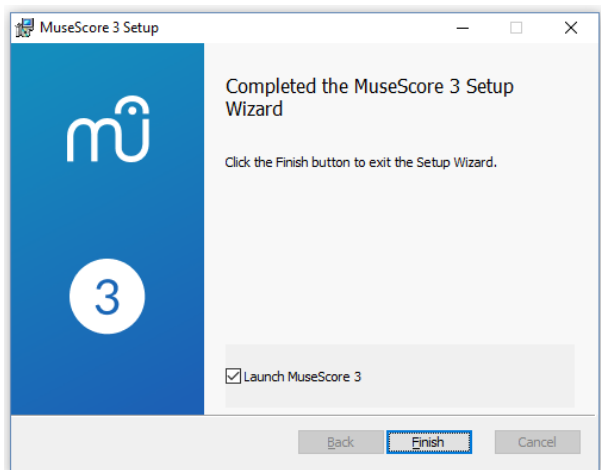 MuseScore 3 Setup
Completed the MuseScore 3 Setup
Wizard
Click the Finish button to exit the Setup Wizard.
3
Launch MuseScore 3
Back Finish Cancel